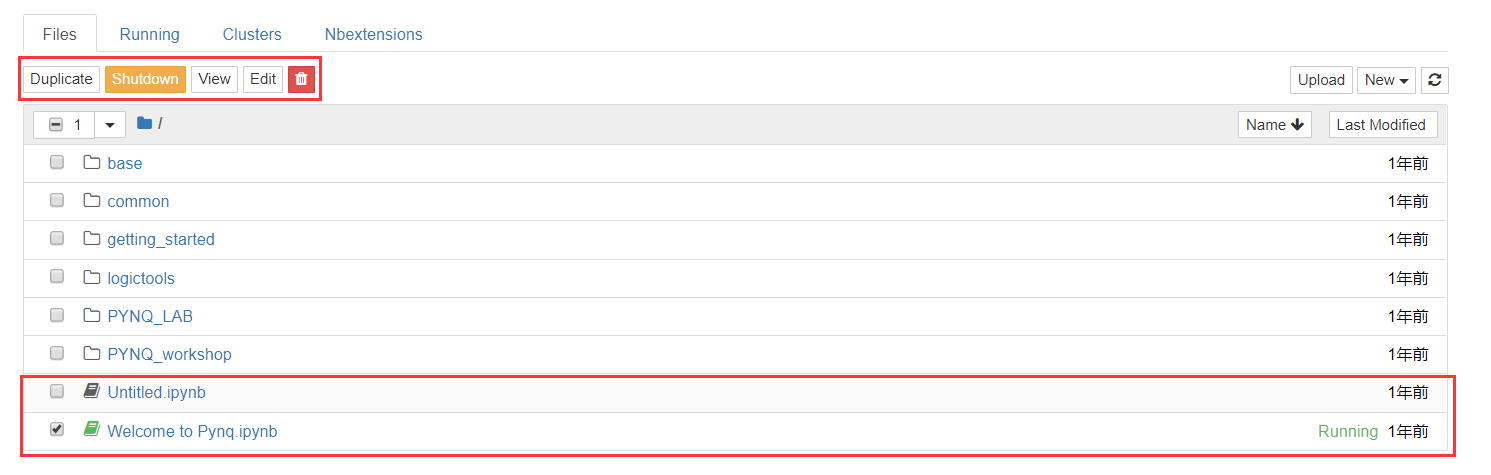 Files Running Clusters Nbextensions
Duplicate Shutdown View Edit Upload New
1 / Name Last Modified
base 1年前
common 1年前
getting_started 1年前
logictools 1年前
PYNQ_LAB 1年前
PYNQ_workshop 1年前
Untitled.ipynb 1年前
Welcome to Pynq.ipynb Running 1年前